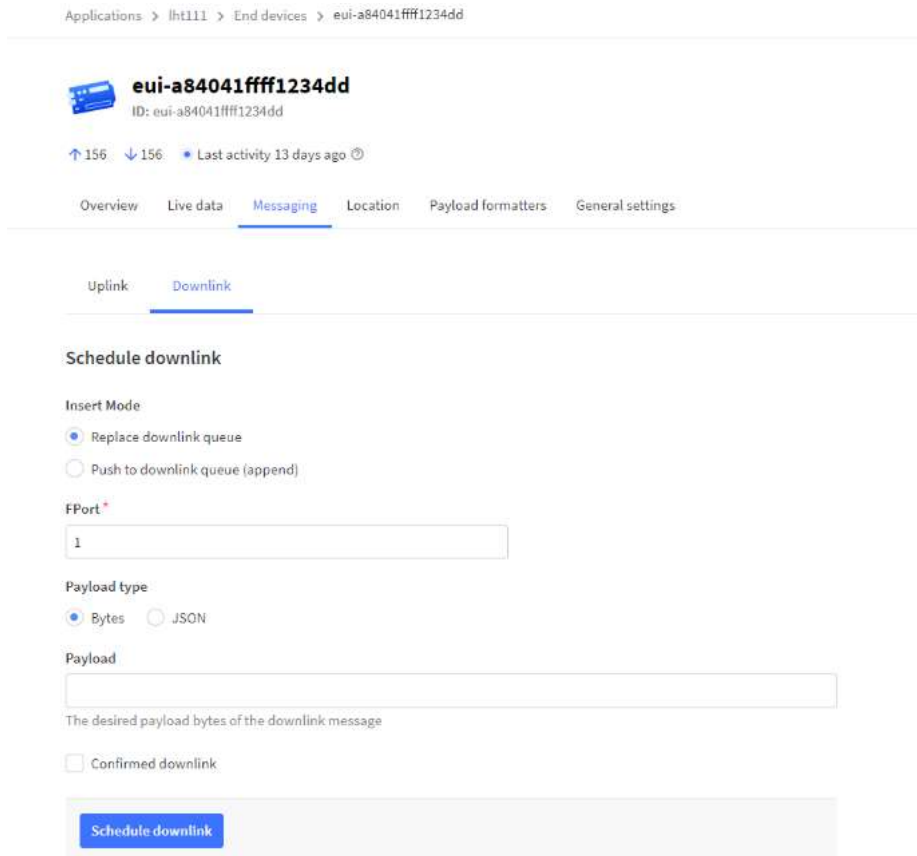 Applications > lht111 > End devices > eui-a84041ffff1234dd
eui-a84041ffff1234dd
ID: eui-a84041ffff1234dd
↑ 156 ↓ 156 • Last activity 13 days ago
Overview Live data Messaging Location Payload formatters General settings
Uplink Downlink
Schedule downlink
Insert Mode
Replace downlink queue
Push to downlink queue (append)
FPort *
1
Payload type
Bytes JSON
Payload
The desired payload bytes of the downlink message
Confirmed downlink
Schedule downlink